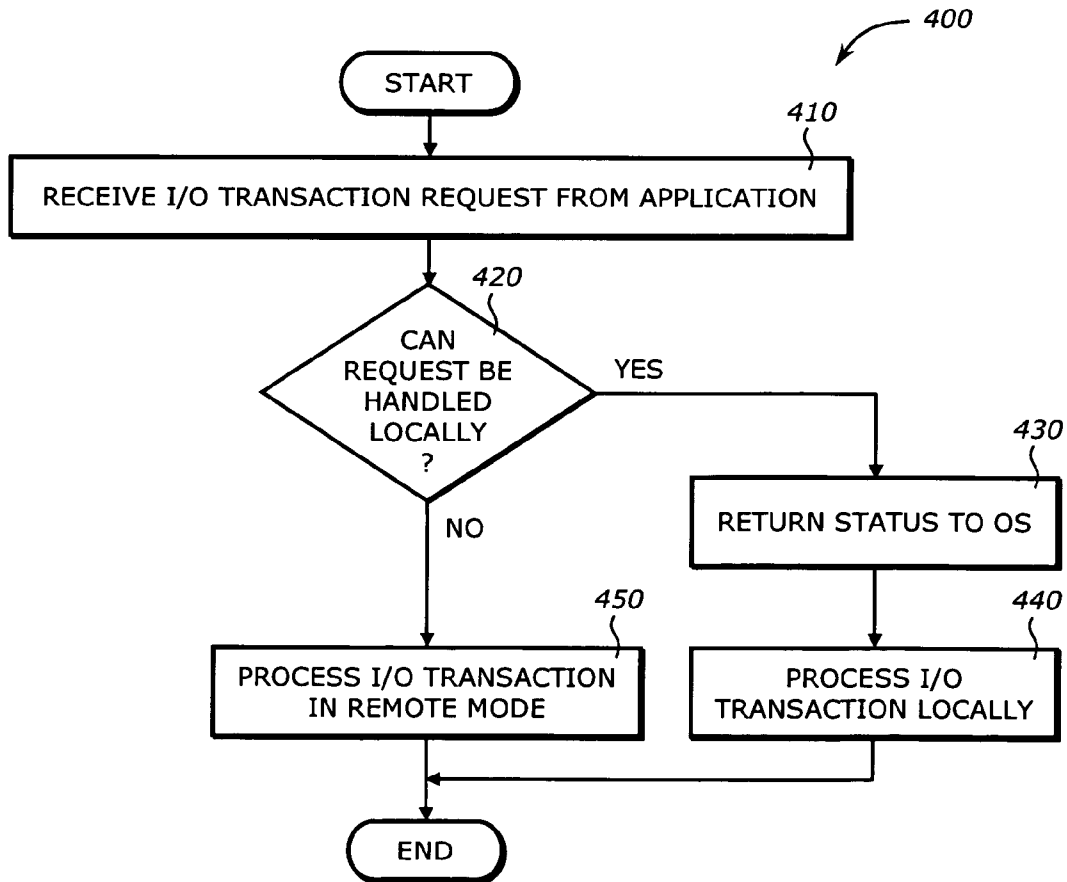 400
START
410
RECEIVE I/O TRANSACTION REQUEST FROM APPLICATION
420
CAN
REQUEST BE
HANDLED
LOCALLY
?
YES
NO
430
RETURN STATUS TO OS
440
PROCESS I/O
TRANSACTION LOCALLY
450
PROCESS I/O TRANSACTION
IN REMOTE MODE
END